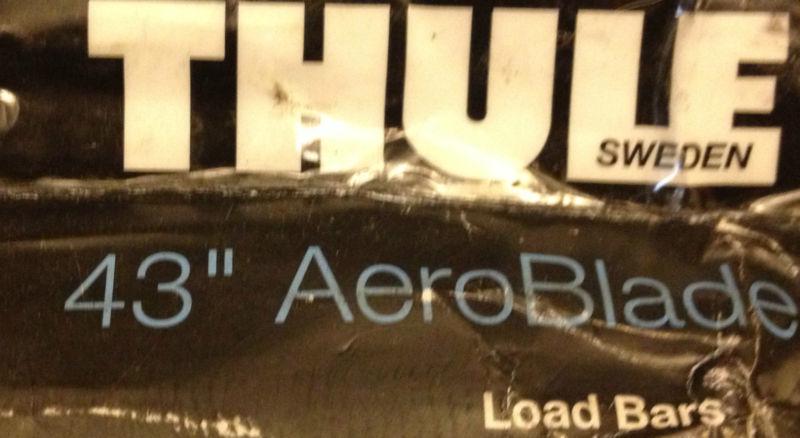 THULE
SWEDEN
43" AeroBlade
Load Bars